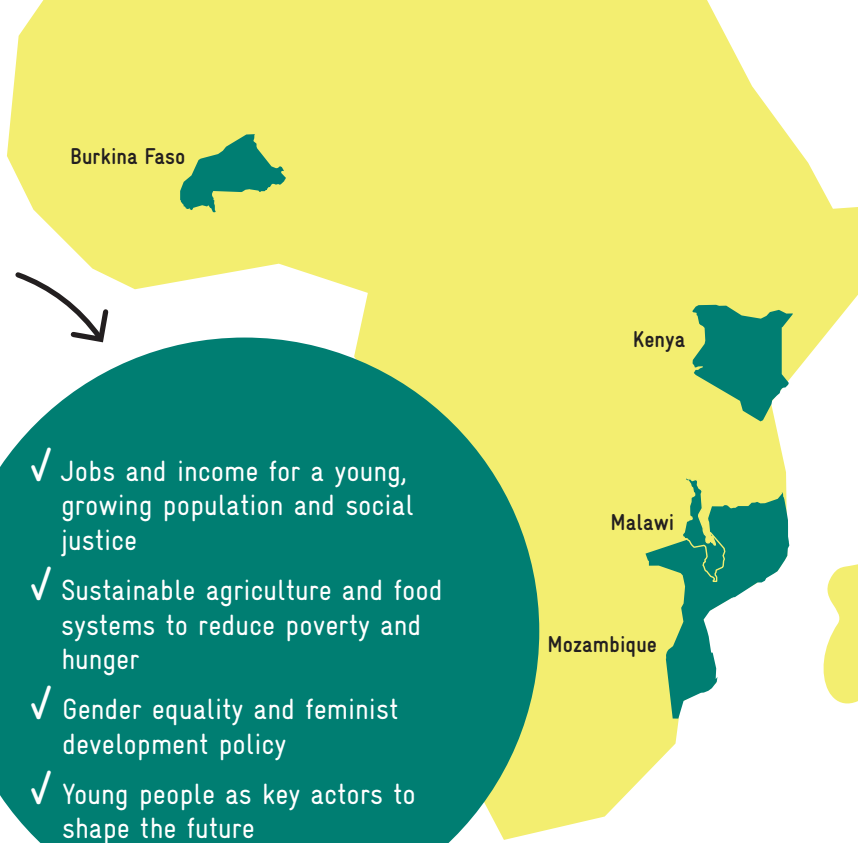 Burkina Faso
Kenya
Malawi
Mozambique
√ Jobs and income for a young,
growing population and social
justice
√ Sustainable agriculture and food
systems to reduce poverty and
hunger
√ Gender equality and feminist
development policy
√ Young people as key actors to
shape the future